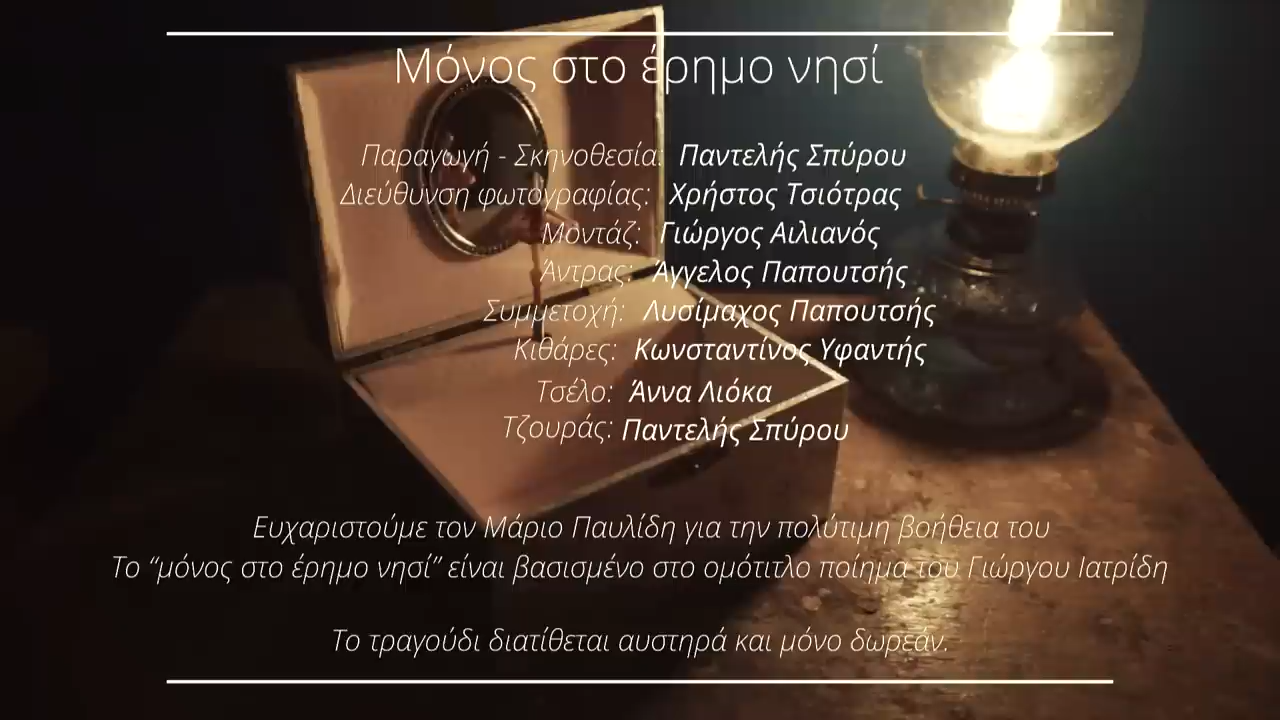 Μόνος στο έρημο νησί
Παραγωγή - Σκηνοθεσία: Παντελής Σπύρου
Διεύθυνση φωτογραφίας: Χρήστος Τσιότρας
Μοντάζ: Γιώργος Αιλιανός
Άντρας: Άγγελος Παπουτσής
Συμμετοχή: Λυσίμαχος Παπουτσής
Κιθάρες: Κωνσταντίνος Υφαντής
Τσέλο: Άννα Λιόκα
Τζουράς: Παντελής Σπύρου
Ευχαριστούμε τον Μάριο Παυλίδη για την πολύτιμη βοήθεια του
Το “μόνος στο έρημο νησί” είναι βασισμένο στο ομότιτλο ποίημα του Γιώργου Ιατρίδη
Το τραγούδι διατίθεται αυστηρά και μόνο δωρεάν.